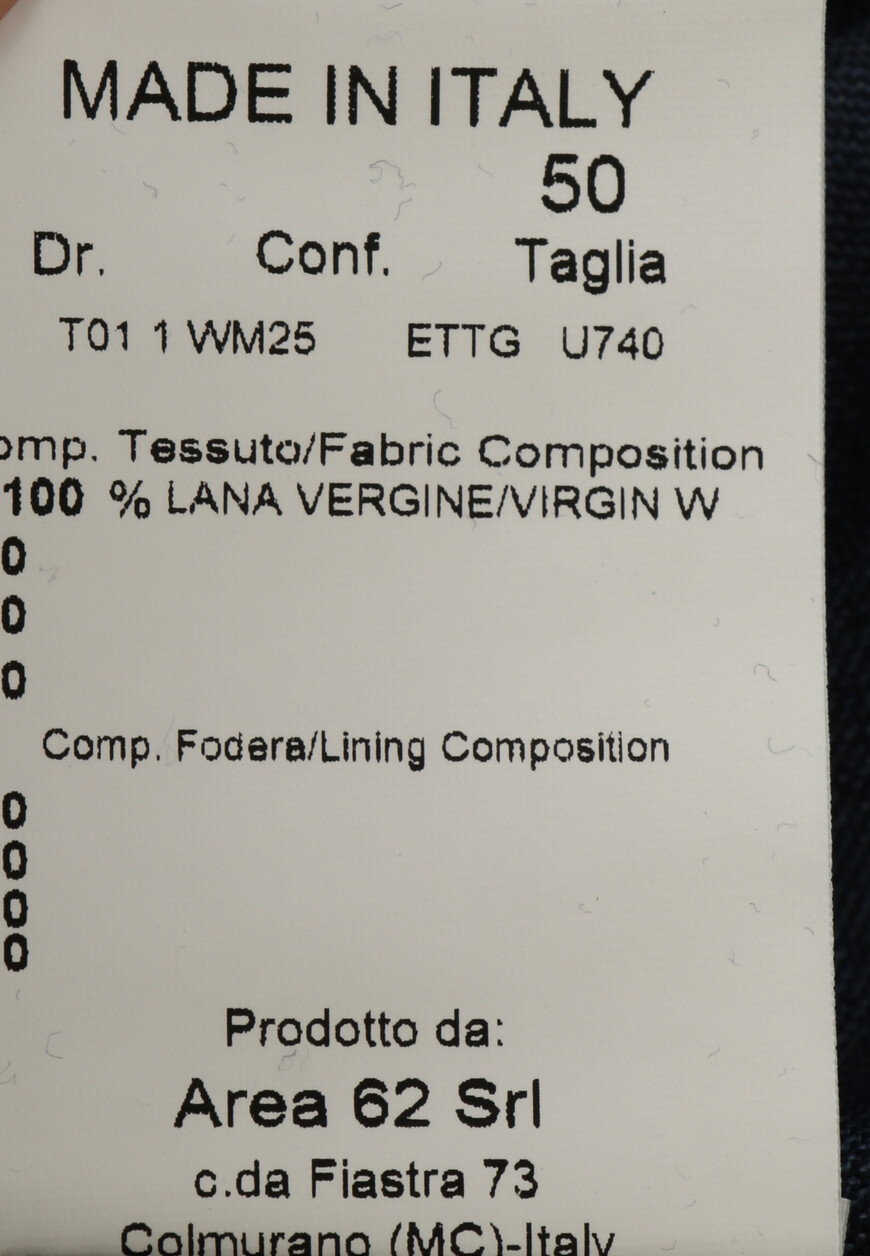 MADE IN ITALY
50
Dr. Conf. Taglia
T01 1 WM25 ETTG U740
omp. Tessuto/Fabric Composition
100 % LANA VERGINE/VIRGIN W
0
0
0
Comp. Fodera/Lining Composition
0
0
0
0
Prodotto da:
Area 62 Srl
c.da Fiastra 73
Colmurano (MC)-Italy